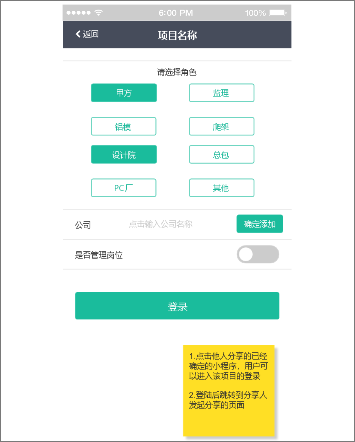 6:00 PM 100%
返回 项目名称
请选择角色
甲方 监理
铝模 爬架
设计院 总包
PC厂 其他
公司 点击输入公司名称 确定添加
是否管理岗位
登录
1.点击他人分享的已经
确定的小程序，用户可
以进入该项目的登录
2.登陆后跳转到分享人
发起分享的页面